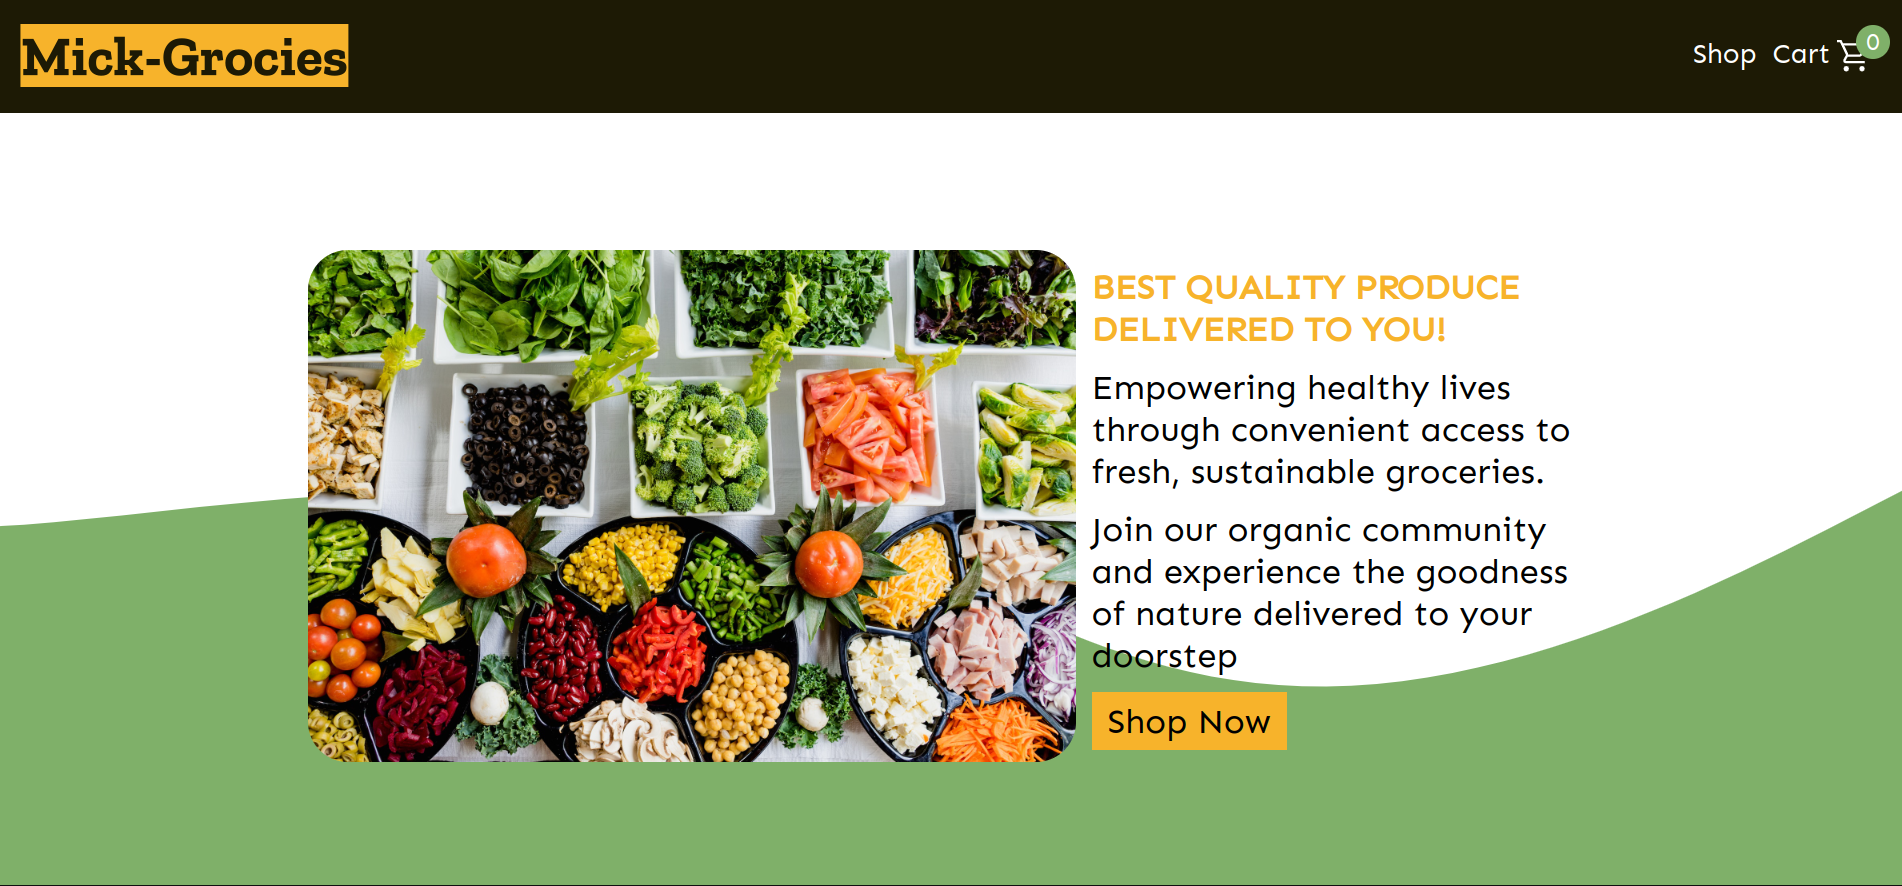 Mick-Grocies
Shop Cart 0
BEST QUALITY PRODUCE
DELIVERED TO YOU!
Empowering healthy lives
through convenient access to
fresh, sustainable groceries.
Join our organic community
and experience the goodness
of nature delivered to your
doorstep
Shop Now